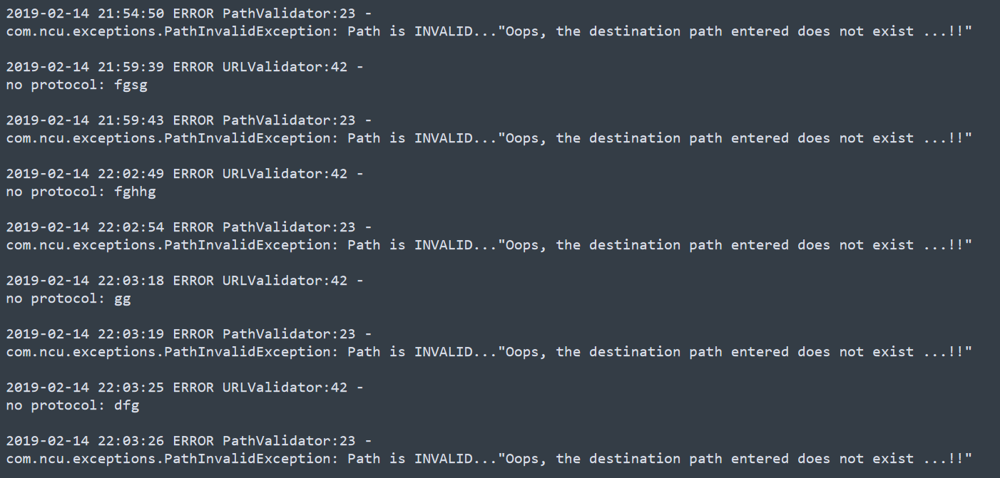 2019-02-14 21:54:50 ERROR PathValidator:23 -
com.ncu.exceptions.PathInvalidException: Path is INVALID..."Oops, the destination path entered does not exist ...!!"
2019-02-14 21:59:39 ERROR URLValidator:42 -
no protocol: fgsg
2019-02-14 21:59:43 ERROR PathValidator:23 -
com.ncu.exceptions.PathInvalidException: Path is INVALID..."Oops, the destination path entered does not exist ...!!"
2019-02-14 22:02:49 ERROR URLValidator:42 -
no protocol: fghhg
2019-02-14 22:02:54 ERROR PathValidator:23 -
com.ncu.exceptions.PathInvalidException: Path is INVALID..."Oops, the destination path entered does not exist ...!!"
2019-02-14 22:03:18 ERROR URLValidator:42 -
no protocol: gg
2019-02-14 22:03:19 ERROR PathValidator:23 -
com.ncu.exceptions.PathInvalidException: Path is INVALID..."Oops, the destination path entered does not exist ...!!"
2019-02-14 22:03:25 ERROR URLValidator:42 -
no protocol: dfg
2019-02-14 22:03:26 ERROR PathValidator:23 -
com.ncu.exceptions.PathInvalidException: Path is INVALID..."Oops, the destination path entered does not exist ...!!"